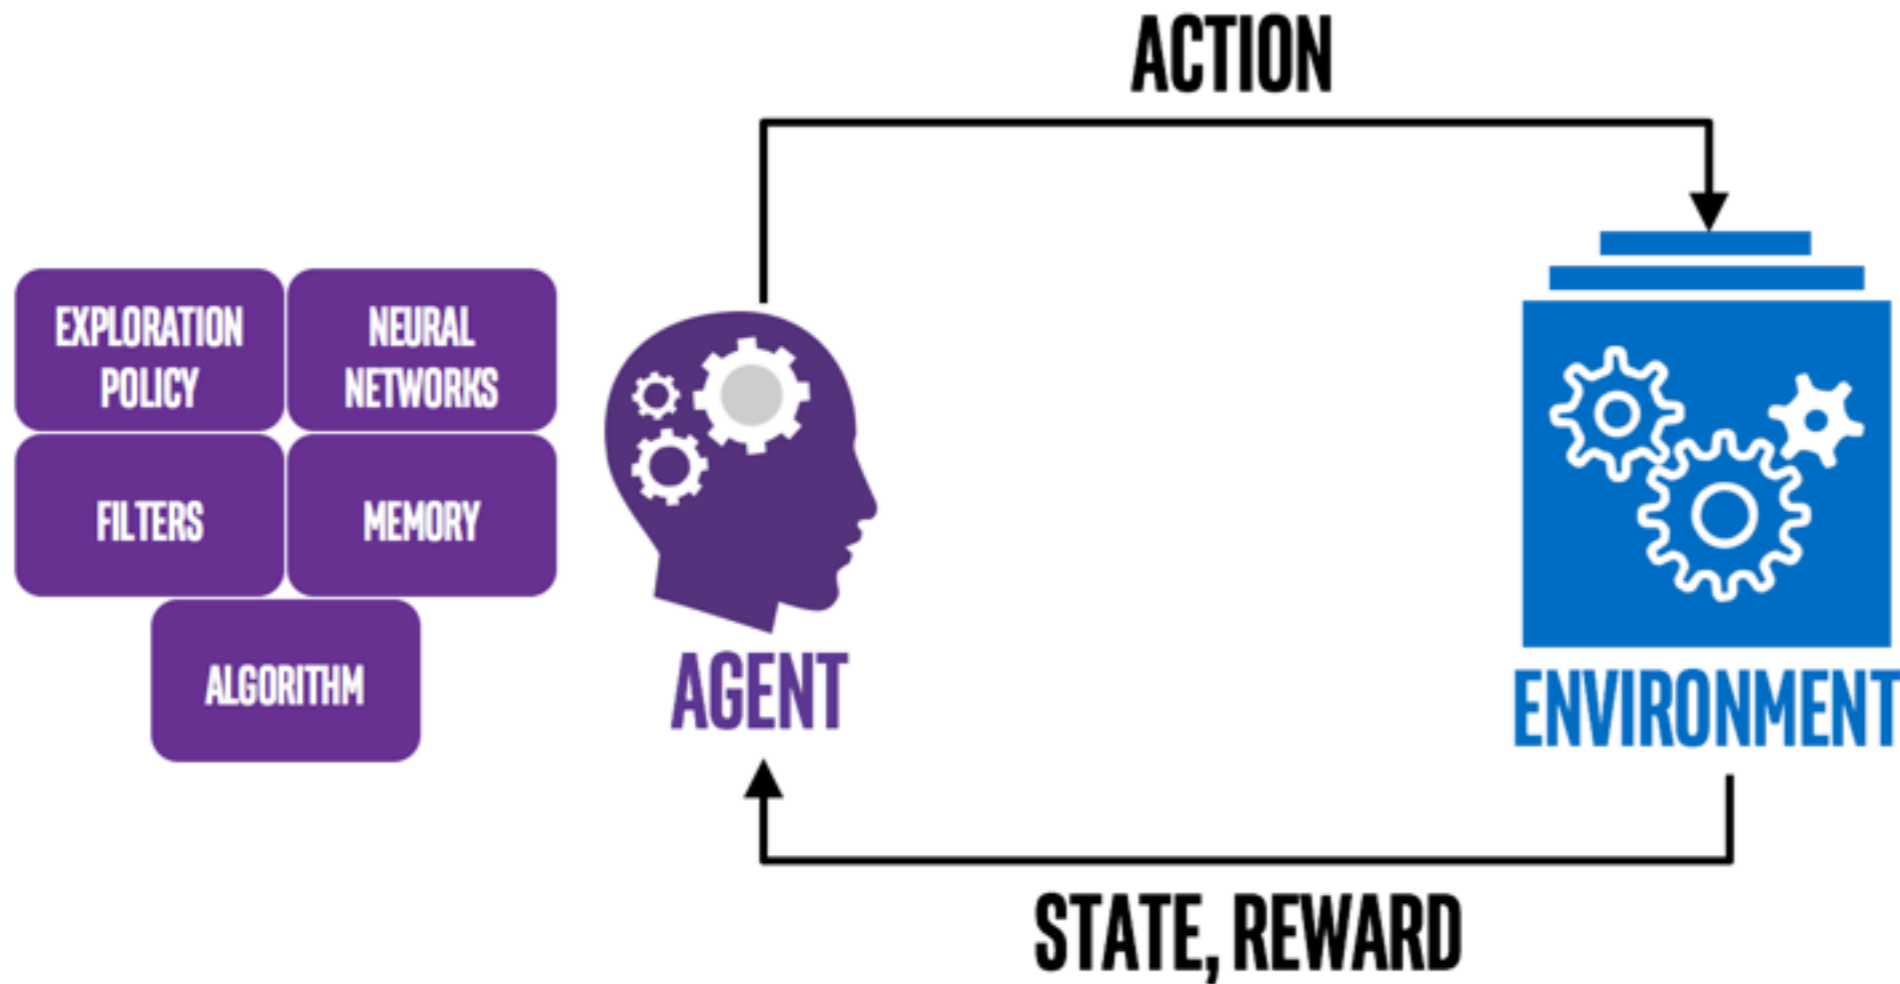 ACTION
EXPLORATION
POLICY
NEURAL
NETWORKS
FILTERS
MEMORY
ALGORITHM
AGENT
ENVIRONMENT
STATE, REWARD